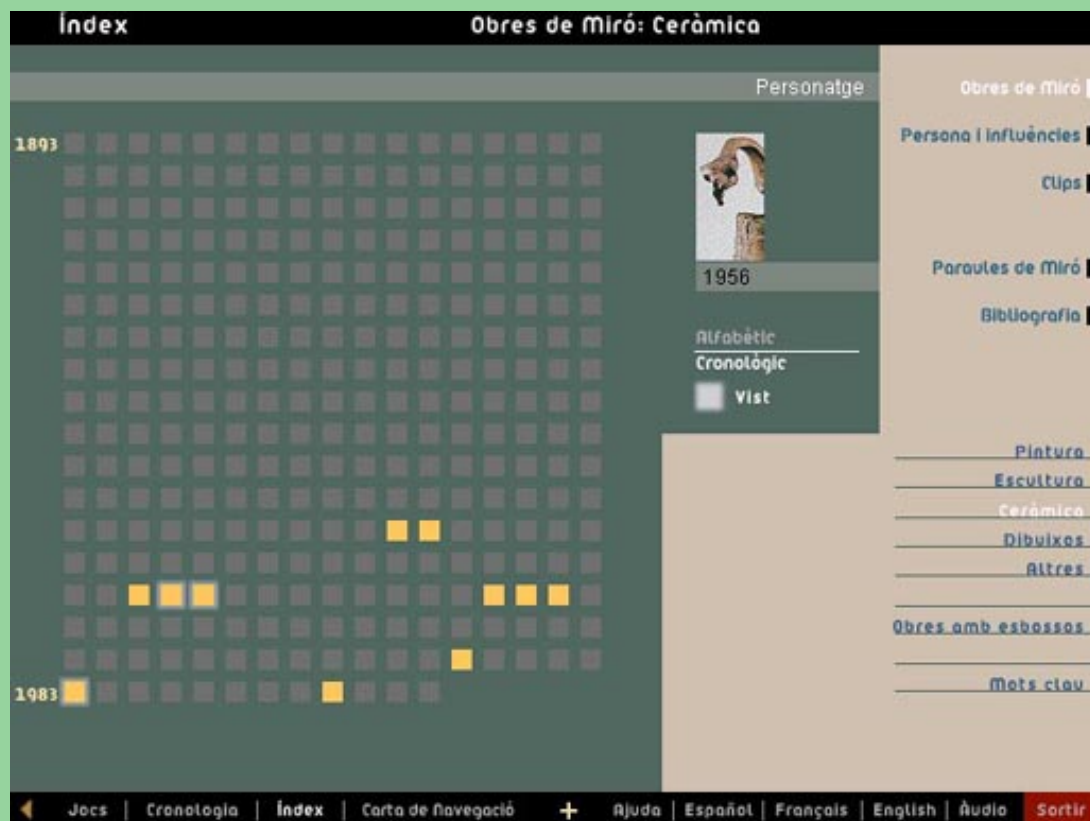 Índex
Obres de Miró: Ceràmica
Personatge
1893
1983
1956
Alfabètic
Cronològic
Vist
Obres de Miró
Persona i influències
Clips
Paraules de Miró
Bibliografia
Pintura
Escultura
Ceràmica
Dibuixos
Altres
Obres amb esbossos
Mots clau
Jocs | Cronologia | Índex | Carta de Navegació + Ajuda | Español | Français | English | Àudio Sortir